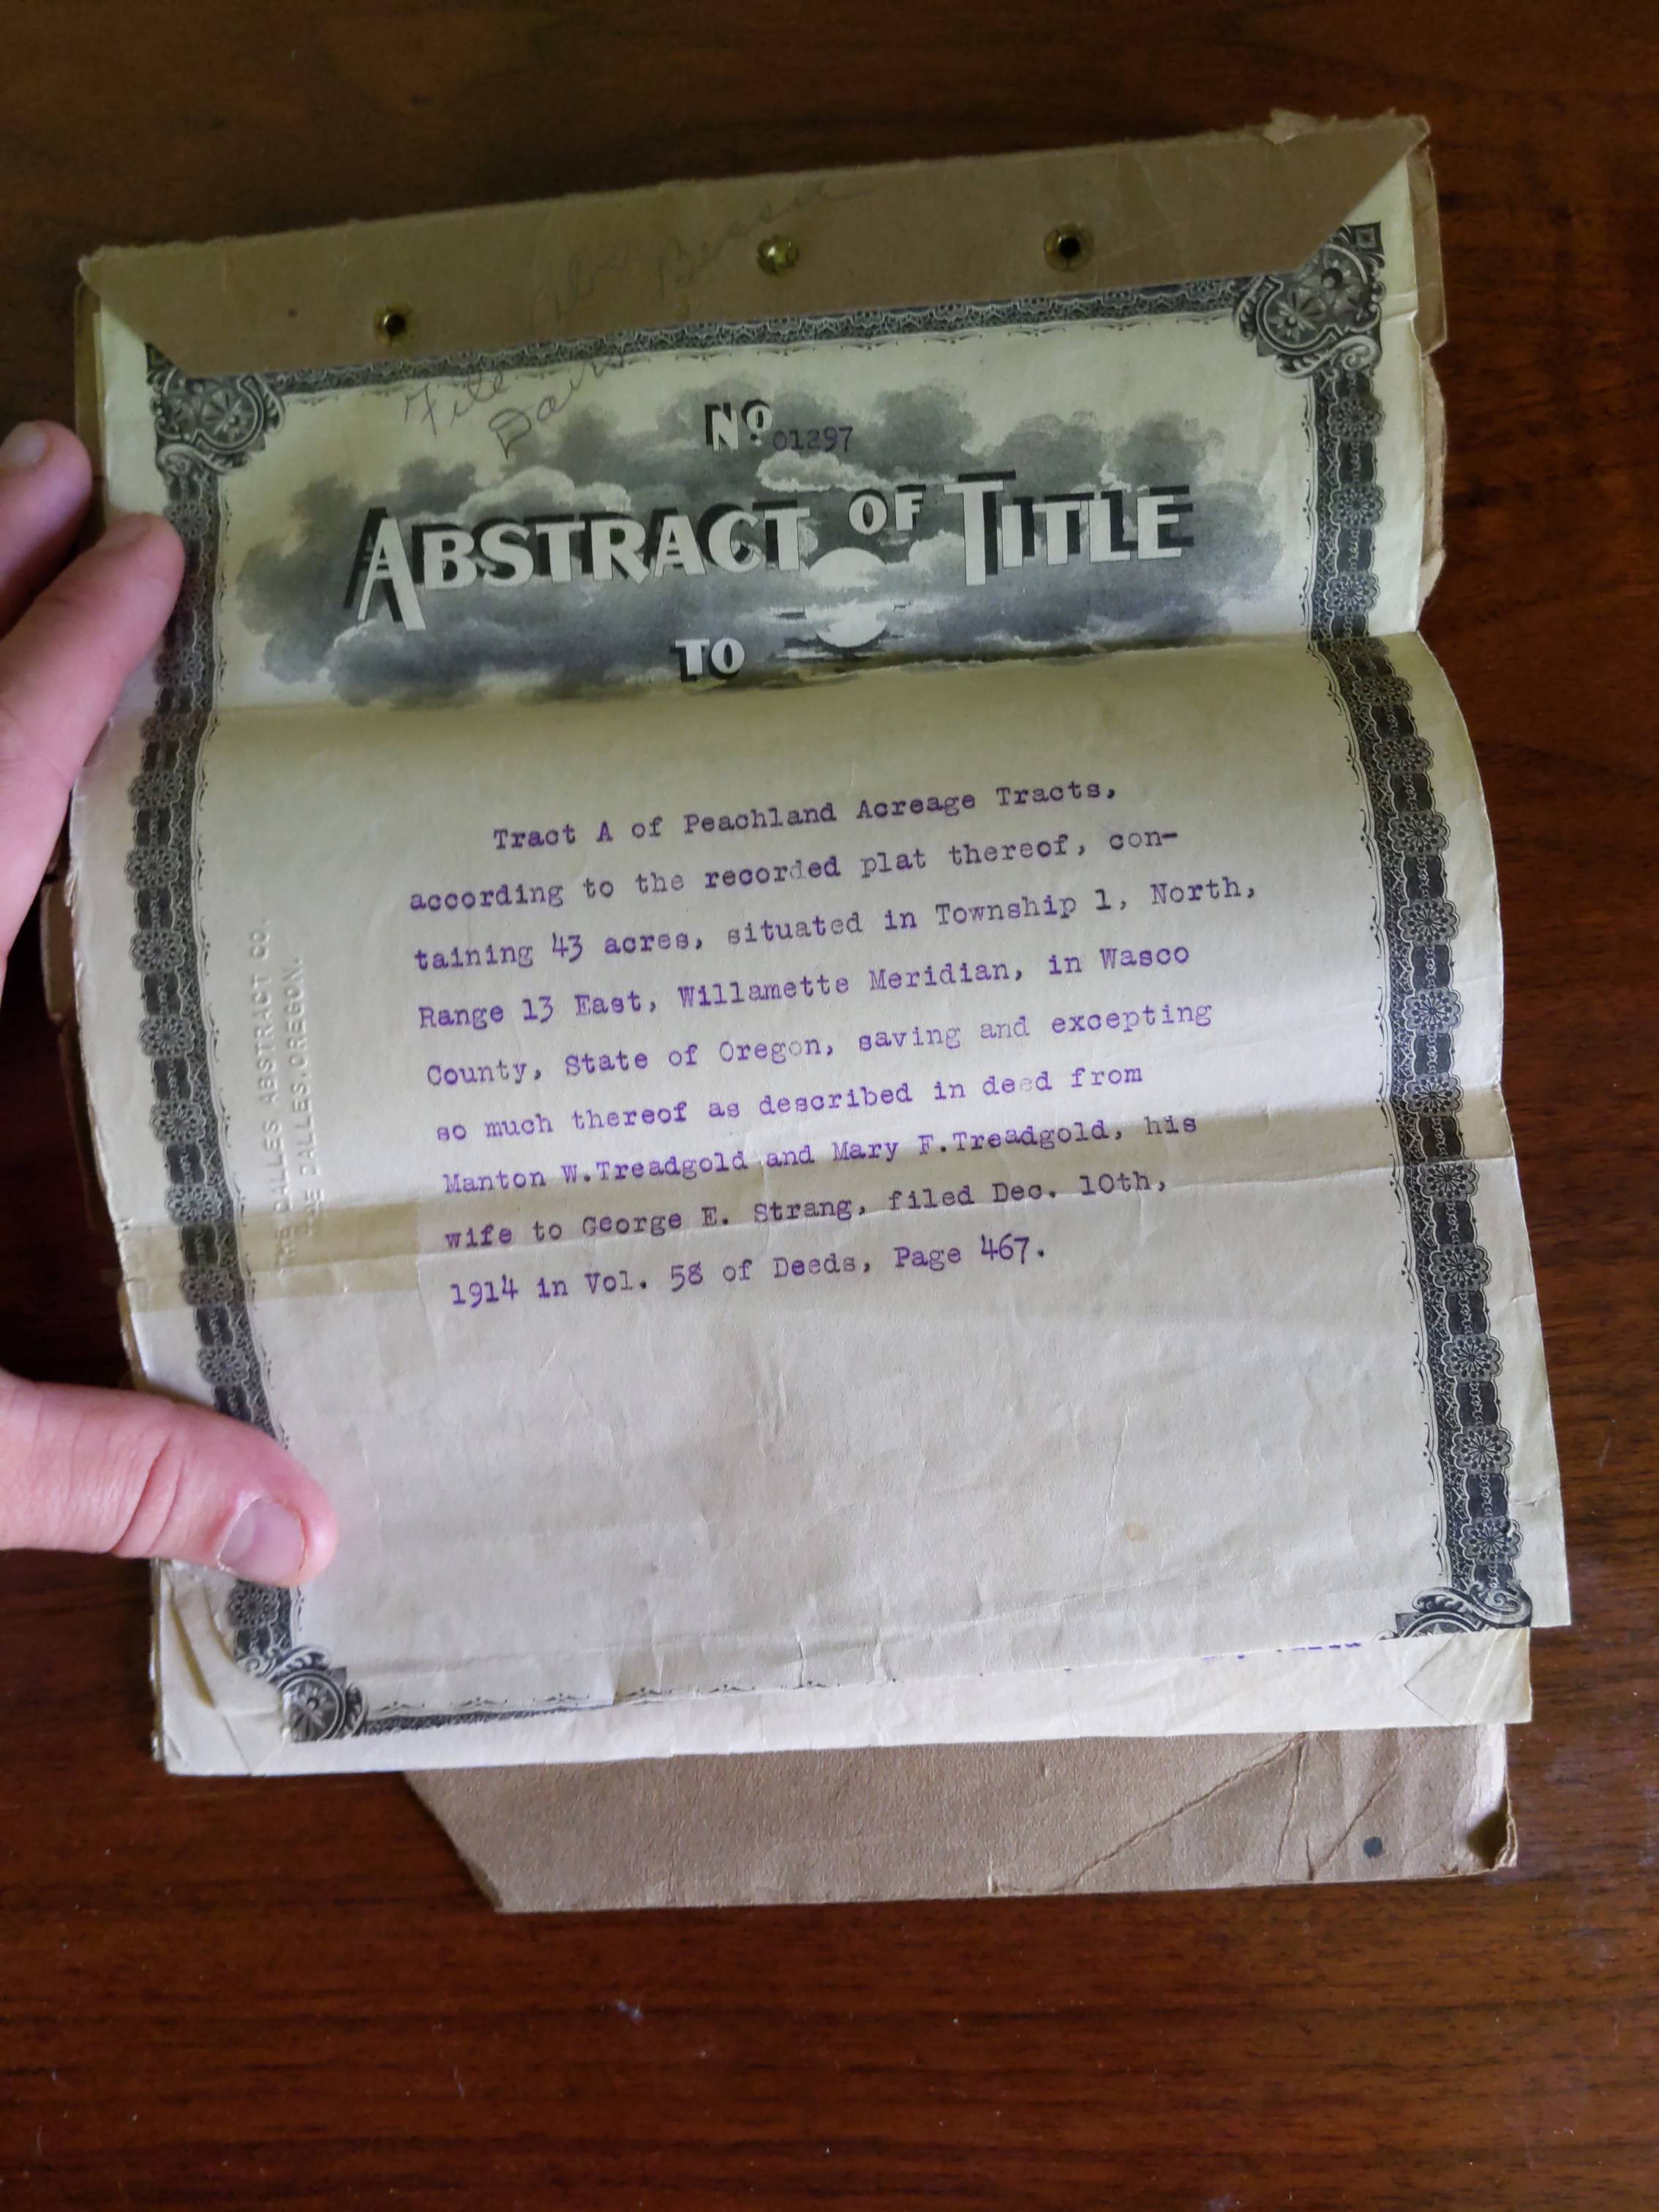 File
Davis
Bessie
No 01297
ABSTRACT OF TITLE
TO
Tract A of Peachland Acreage Tracts,
according to the recorded plat thereof, con-
taining 43 acres, situated in Township 1, North,
Range 13 East, Willamette Meridian, in Wasco
County, State of Oregon, saving and excepting
so much thereof as described in deed from
Manton W.Treadgold and Mary F.Treadgold, his
wife to George E. Strang, filed Dec. 10th,
1914 in Vol. 58 of Deeds, Page 467.
THE DALLES ABSTRACT CO.
THE DALLES, OREGON.